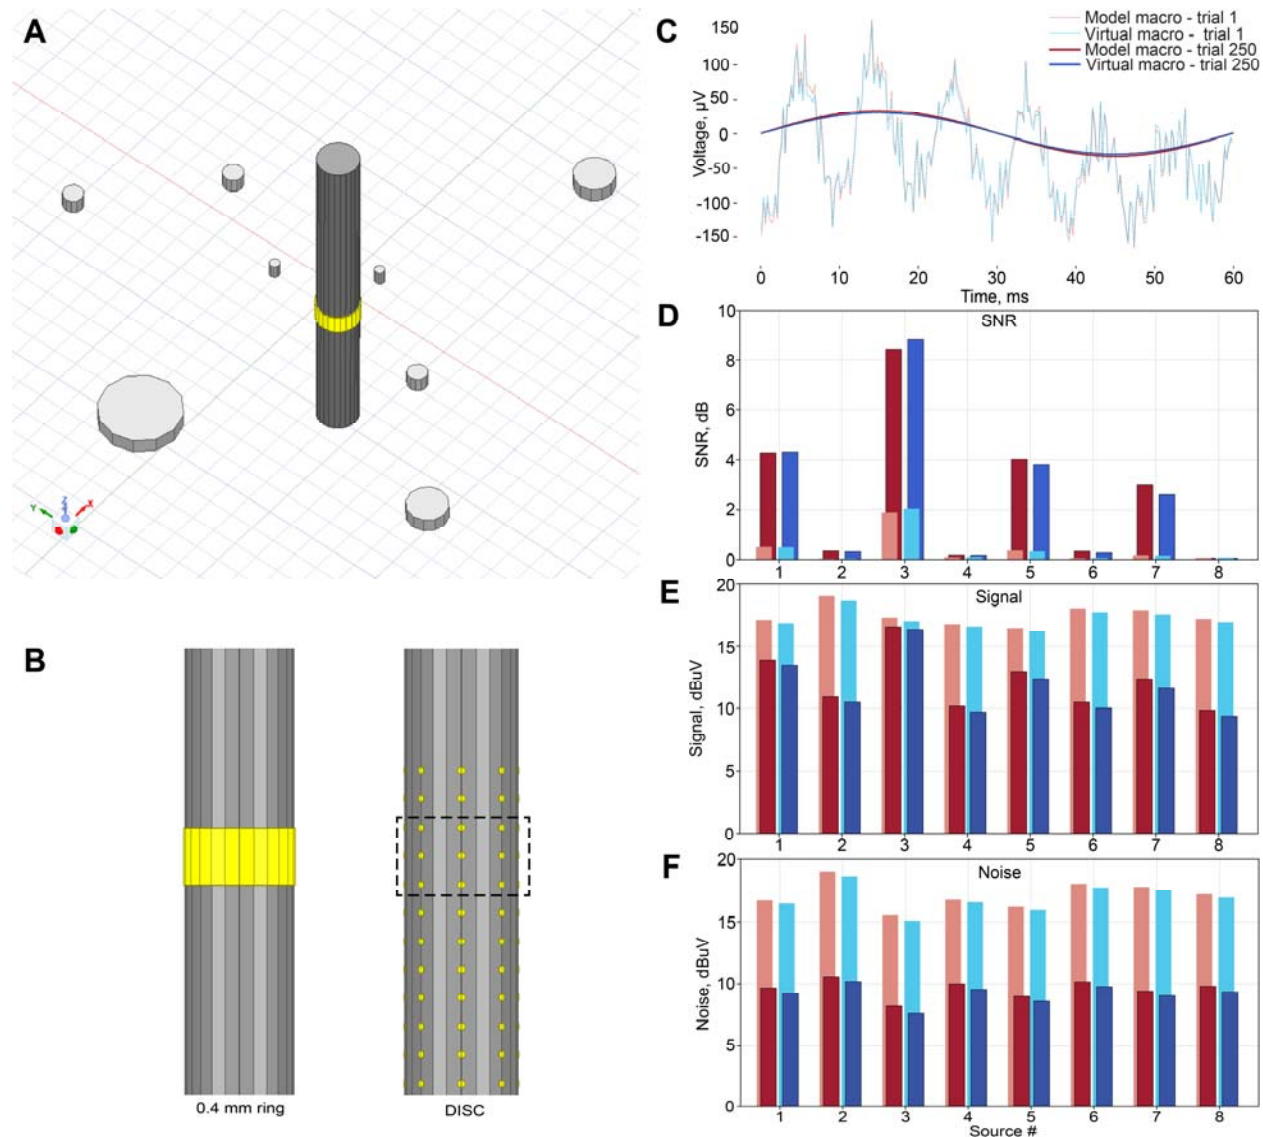 A
Z
Y
X
B
0.4 mm ring
DISC
C
Model macro - trial 1
Virtual macro - trial 1
Model macro - trial 250
Virtual macro - trial 250
150
100
50
0
-50
-100
-150
Voltage, µV
0 10 20 30 40 50 60
Time, ms
D
SNR
10
8
6
4
2
0
SNR, dB
1 2 3 4 5 6 7 8
E
Signal
20
15
10
5
0
Signal, dBuV
1 2 3 4 5 6 7 8
F
Noise
20
15
10
5
0
Noise, dBuV
1 2 3 4 5 6 7 8
Source #